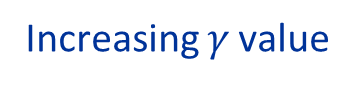 Increasing γ value